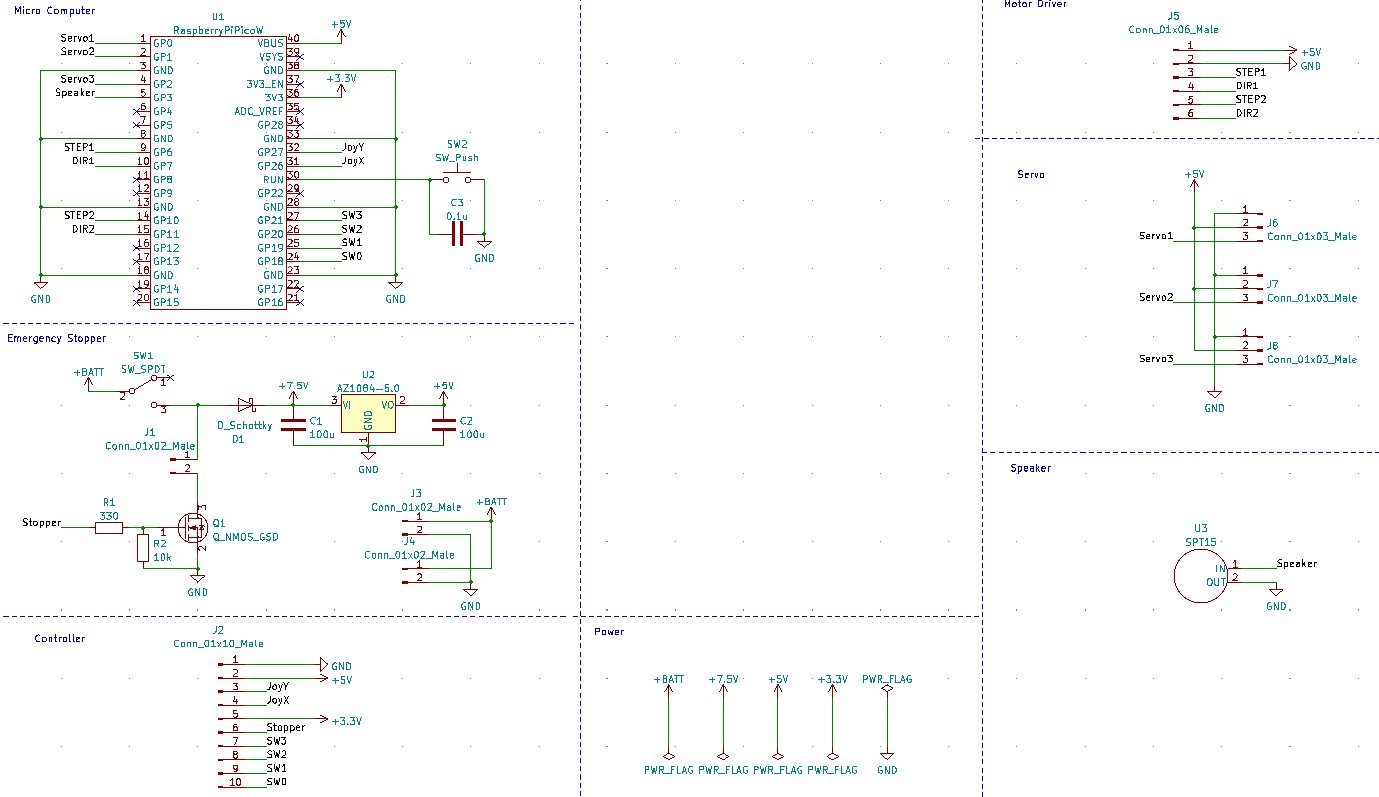 Micro Computer
U1
RaspberryPiPicoW
Servo1 1 GP0 VBUS 40 +5V
Servo2 2 GP1 VSYS 39
3 GND GND 38
Servo3 4 GP2 3V3_EN 37 +3.3V
Speaker 5 GP3 3V3 36
6 GP4 ADC_VREF 35
7 GP5 GP28 34
8 GND GND 33
STEP1 9 GP6 GP27 32 JoyY
DIR1 10 GP7 GP26 31 JoyX
11 GP8 RUN 30
12 GP9 GP22 29
13 GND GND 28
STEP2 14 GP10 GP21 27 SW3
DIR2 15 GP11 GP20 26 SW2
16 GP12 GP19 25 SW1
17 GP13 GP18 24 SW0
18 GND GND 23
19 GP14 GP17 22
20 GP15 GP16 21
GND
GND
SW2
SW_Push
C3
0.1u
GND
Emergency Stopper
+BATT
SW1
SW_SPDT
1
2
3
J1
Conn_01x02_Male
1
2
D_Schottky
D1
+7.5V
C1
100u
U2
AZ1084-5.0
3 VI VO 2
GND
1
GND
+5V
C2
100u
Stopper
R1
330
R2
10k
1
3
2
Q1
Q_NMOS_GSD
GND
J3
Conn_01x02_Male
1
2
+BATT
J4
Conn_01x02_Male
1
2
GND
Controller
J2
Conn_01x10_Male
1 GND
2 +5V
3 JoyY
4 JoyX
5 +3.3V
6 Stopper
7 SW3
8 SW2
9 SW1
10 SW0
Power
+BATT +7.5V +5V +3.3V PWR_FLAG
PWR_FLAG PWR_FLAG PWR_FLAG PWR_FLAG GND
Motor Driver
J5
Conn_01x06_Male
1 +5V
2 GND
3 STEP1
4 DIR1
5 STEP2
6 DIR2
Servo
+5V
1
2 J6
Servo1 3 Conn_01x03_Male
1
2 J7
Servo2 3 Conn_01x03_Male
1
2 J8
Servo3 3 Conn_01x03_Male
GND
Speaker
U3
SPT15
IN 1 Speaker
OUT 2
GND